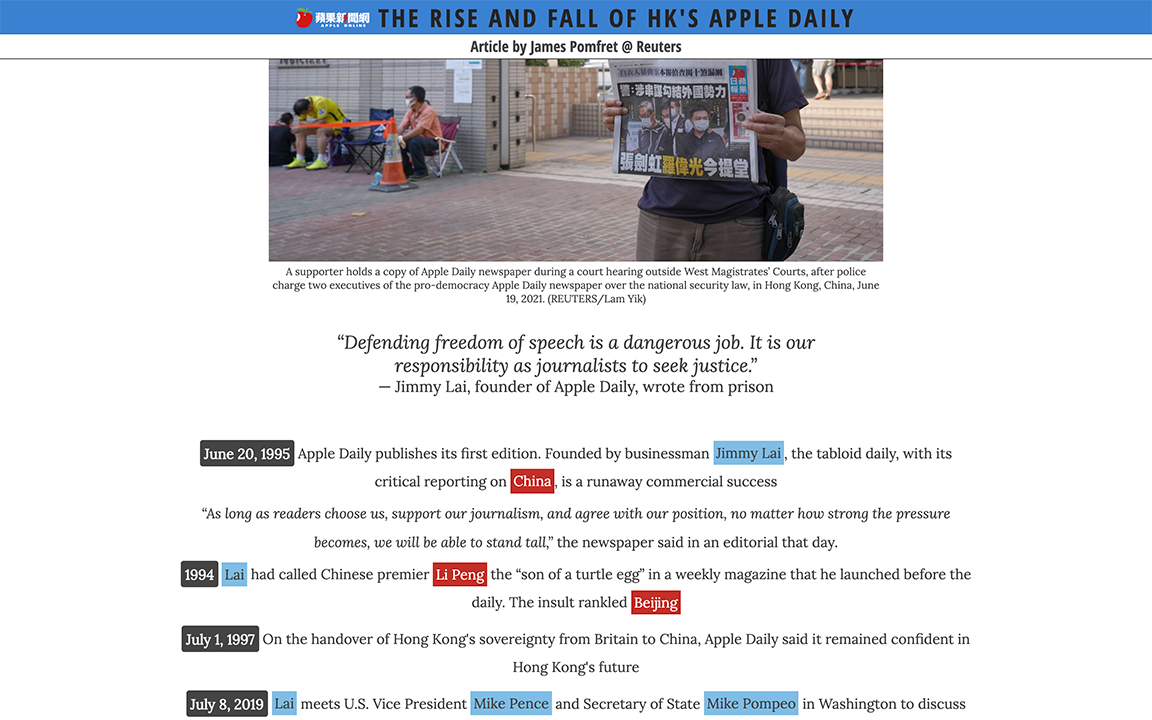 蘋果新聞網 THE RISE AND FALL OF HK'S APPLE DAILY
APPLE ONLINE
Article by James Pomfret @ Reuters
警:涉串謀勾結外國勢力
張劍虹羅偉光今提堂
A supporter holds a copy of Apple Daily newspaper during a court hearing outside West Magistrates’ Courts, after police
charge two executives of the pro-democracy Apple Daily newspaper over the national security law, in Hong Kong, China, June
19, 2021. (REUTERS/Lam Yik)
“Defending freedom of speech is a dangerous job. It is our
responsibility as journalists to seek justice.”
— Jimmy Lai, founder of Apple Daily, wrote from prison
June 20, 1995 Apple Daily publishes its first edition. Founded by businessman Jimmy Lai, the tabloid daily, with its
critical reporting on China, is a runaway commercial success
“As long as readers choose us, support our journalism, and agree with our position, no matter how strong the pressure
becomes, we will be able to stand tall,” the newspaper said in an editorial that day.
1994 Lai had called Chinese premier Li Peng the “son of a turtle egg” in a weekly magazine that he launched before the
daily. The insult rankled Beijing
July 1, 1997 On the handover of Hong Kong's sovereignty from Britain to China, Apple Daily said it remained confident in
Hong Kong's future
July 8, 2019 Lai meets U.S. Vice President Mike Pence and Secretary of State Mike Pompeo in Washington to discuss